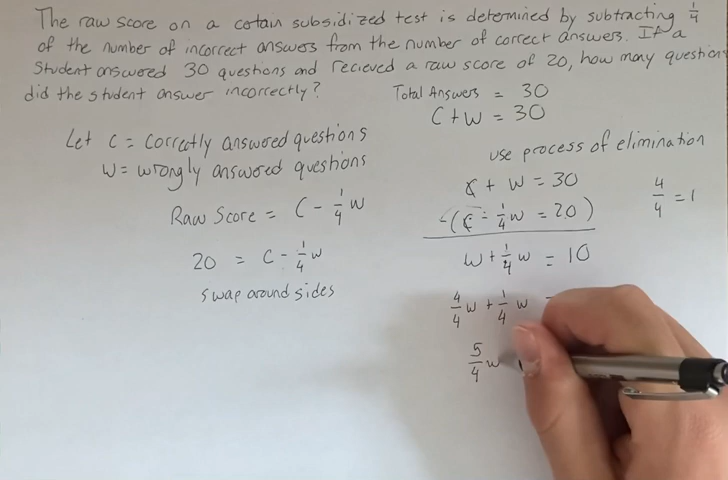 The raw score on a cetain subsidized test is determined by subtracting 1/4
of the number of incorrect answers from the number of correct answers. If a
Student answered 30 questions and recieved a raw score of 20, how many question
did the student answer incorrectly?
Total Answers = 30
C + W = 30
Let C = Correctly answered questions
W = Wrongly answered questions
Raw Score = C - 1/4 W
20 = C - 1/4 W
swap around sides
use process of elimination
C + W = 30
4/4 = 1
-(C - 1/4 W = 20)
W + 1/4 W = 10
4/4 W + 1/4 W =
5/4 W